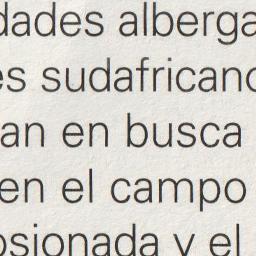 dades alberga
es sudafricano
an en busca
en el campo
osionada y el